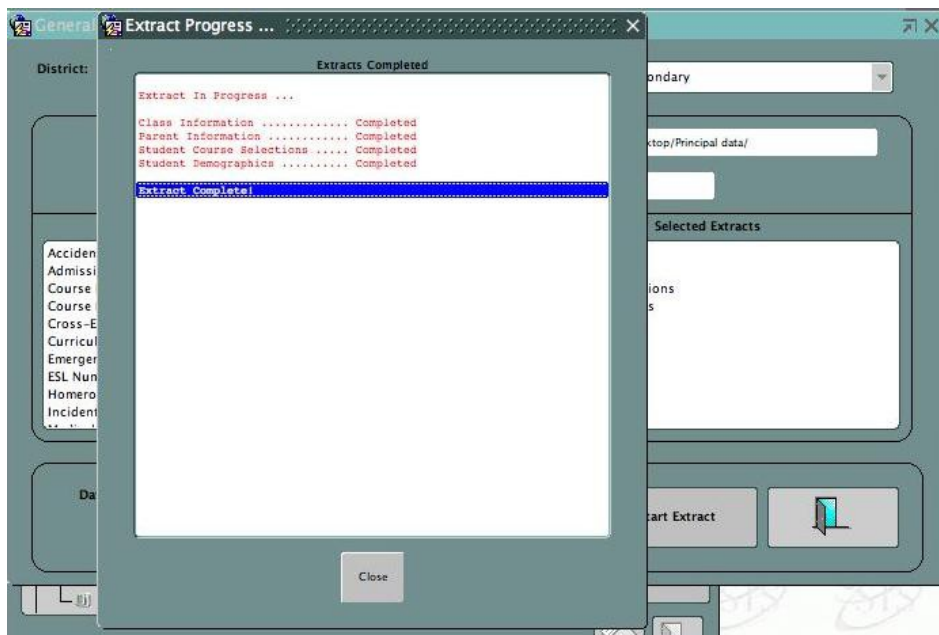 General
Extract Progress ...
District:
Extracts Completed
ondary
Extract In Progress ...
Class Information ............. Completed
Parent Information ............ Completed
Student Course Selections ..... Completed
Student Demographics .......... Completed
Extract Complete!
ktop/Principal data/
Selected Extracts
Acciden
Admissi
Course
Course
Cross-E
Curricul
Emergen
ESL Num
Homero
Incident
ions
s
Da
tart Extract
Close